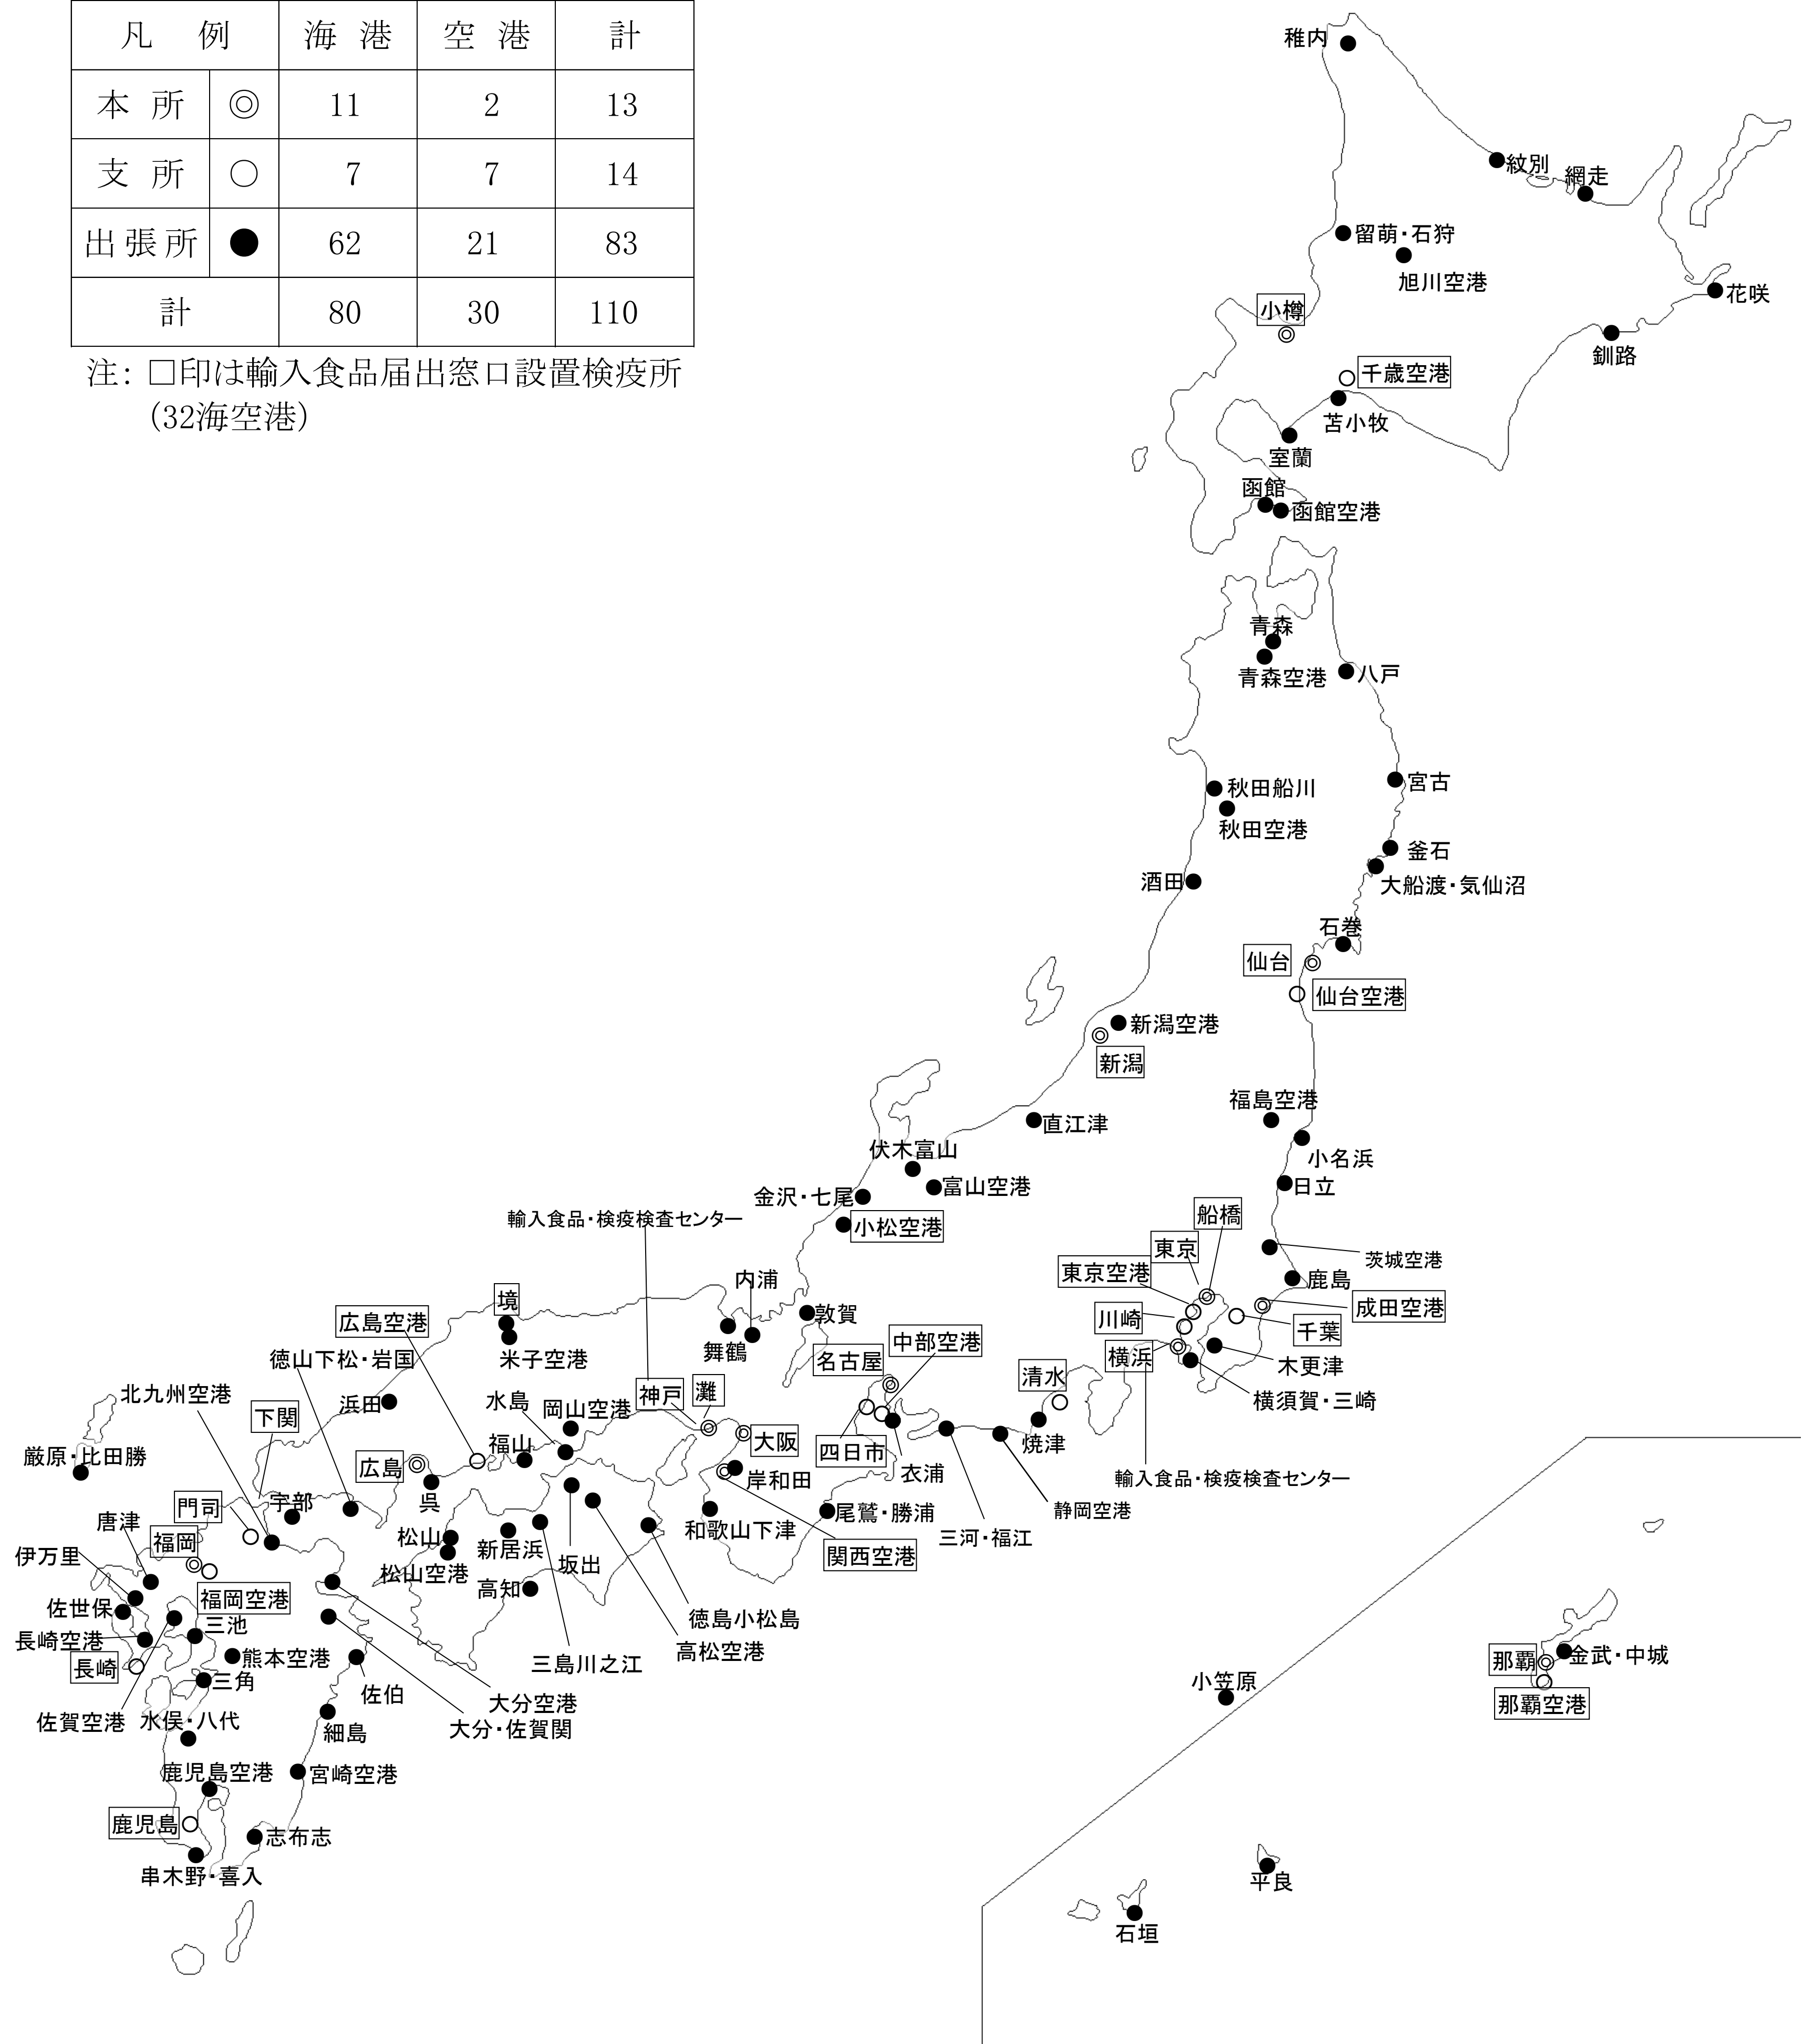 凡例 海港 空港 計
本所 ◎ 11 2 13
支所 ○ 7 7 14
出張所 ● 62 21 83
計 80 30 110
注: □印は輸入食品届出窓口設置検疫所
(32海空港)
稚内
紋別
網走
留萌・石狩
旭川空港
花咲
小樽
釧路
千歳空港
苫小牧
室蘭
函館
函館空港
青森
青森空港
八戸
宮古
秋田船川
秋田空港
釜石
酒田
大船渡・気仙沼
石巻
仙台
仙台空港
新潟空港
新潟
福島空港
直江津
伏木富山
小名浜
富山空港
日立
金沢・七尾
船橋
輸入食品・検疫検査センター
小松空港
東京
茨城空港
東京空港
内浦
鹿島
境
成田空港
敦賀
広島空港
川崎
千葉
中部空港
米子空港
舞鶴
名古屋
横浜
徳山下松・岩国
木更津
清水
北九州空港
神戸
灘
横須賀・三崎
浜田
水島
岡山空港
下関
大阪
福山
四日市
焼津
厳原・比田勝
広島
衣浦
岸和田
輸入食品・検疫検査センター
呉
門司
宇部
尾鷲・勝浦
静岡空港
唐津
和歌山下津
松山
三河・福江
福岡
新居浜
関西空港
伊万里
坂出
松山空港
高知
福岡空港
佐世保
徳島小松島
三池
長崎空港
高松空港
熊本空港
金武・中城
那覇
長崎
三島川之江
三角
小笠原
佐伯
大分空港
那覇空港
佐賀空港
水俣・八代
大分・佐賀関
細島
鹿児島空港
宮崎空港
鹿児島
志布志
串木野・喜入
平良
石垣